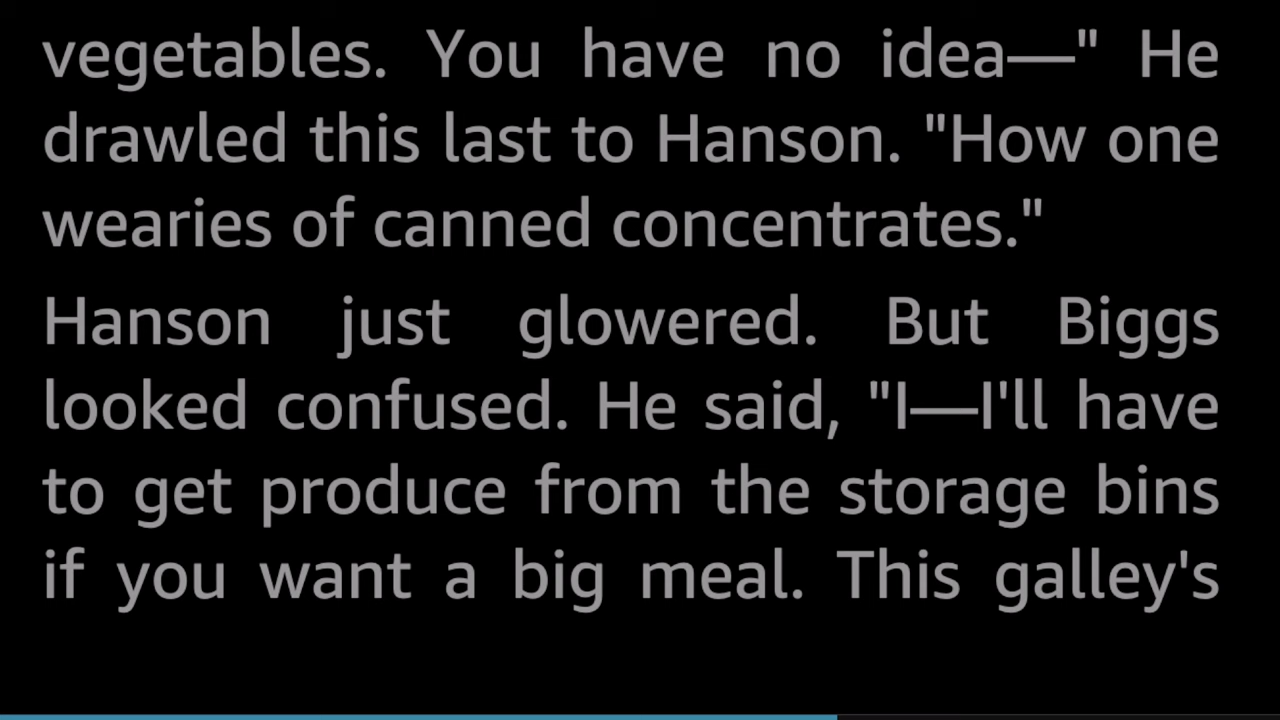 vegetables. You have no idea—" He
drawled this last to Hanson. "How one
wearies of canned concentrates."
Hanson just glowered. But Biggs
looked confused. He said, "I—I'll have
to get produce from the storage bins
if you want a big meal. This galley's